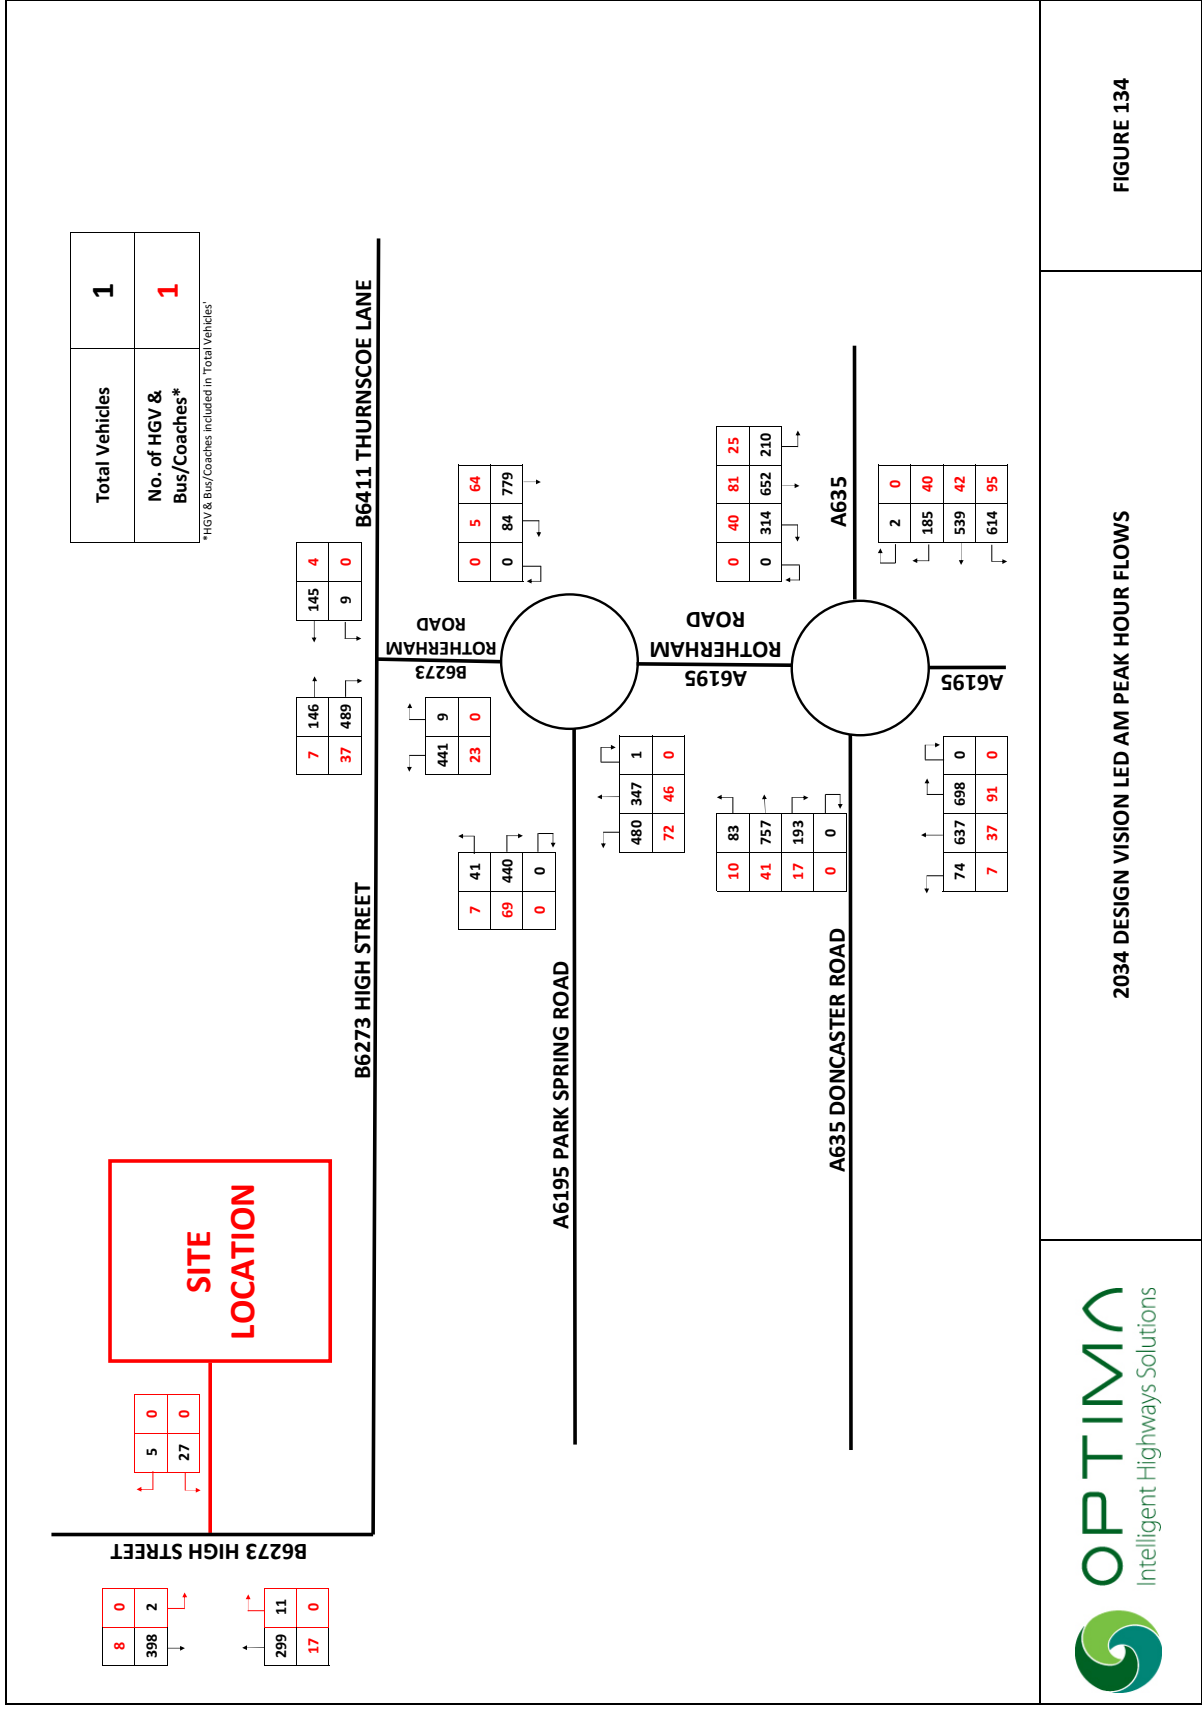 Total Vehicles
1
No. of HGV &
Bus/Coaches*
1
*HGV & Bus/Coaches included in 'Total Vehicles'
SITE
LOCATION
5 0
27 0
B6273 HIGH STREET
8 0
398 2
299 11
17 0
B6273 HIGH STREET
B6411 THURNSCOE LANE
7 146
37 489
145 4
9 0
B6273
ROTHERHAM
ROAD
441 9
23 0
0 5 64
0 84 779
7 41
69 440
0 0
480 347 1
72 46 0
A6195 PARK SPRING ROAD
A6195
ROTHERHAM
ROAD
0 40 81 25
0 314 652 210
10 83
41 757
17 193
0 0
A635 DONCASTER ROAD
A635
2 0
185 40
539 42
614 95
74 637 698 0
7 37 91 0
A6195
OPTIMA
Intelligent Highways Solutions
2034 DESIGN VISION LED AM PEAK HOUR FLOWS
FIGURE 134